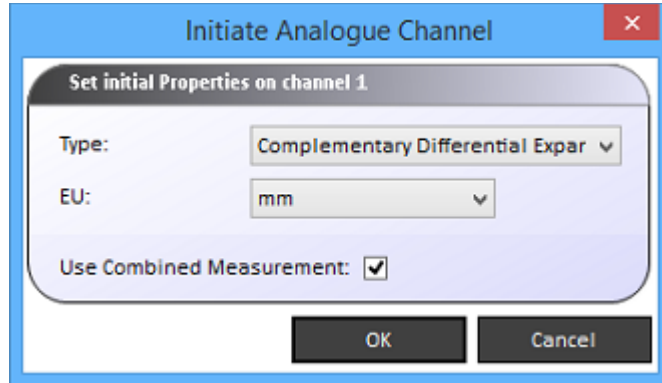 Initiate Analogue Channel
Set initial Properties on channel 1
Type: Complementary Differential Expar
EU: mm
Use Combined Measurement:
OK Cancel